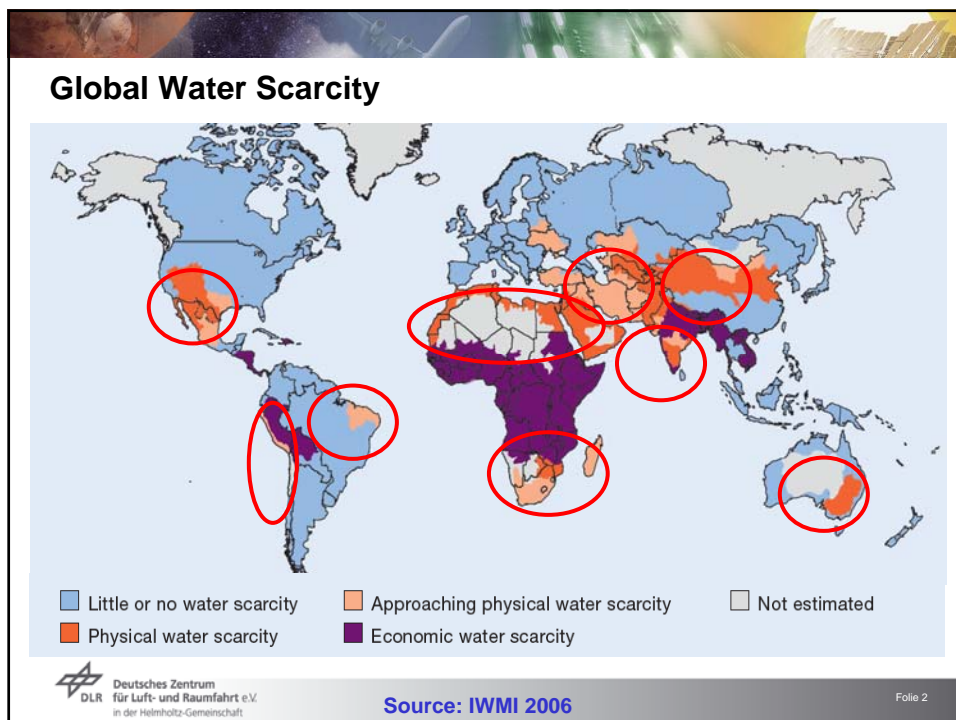 Global Water Scarcity
Little or no water scarcity
Approaching physical water scarcity
Not estimated
Physical water scarcity
Economic water scarcity
DLR
Deutsches Zentrum
für Luft- und Raumfahrt e.V.
in der Helmholtz-Gemeinschaft
Source: IWMI 2006
Folie 2